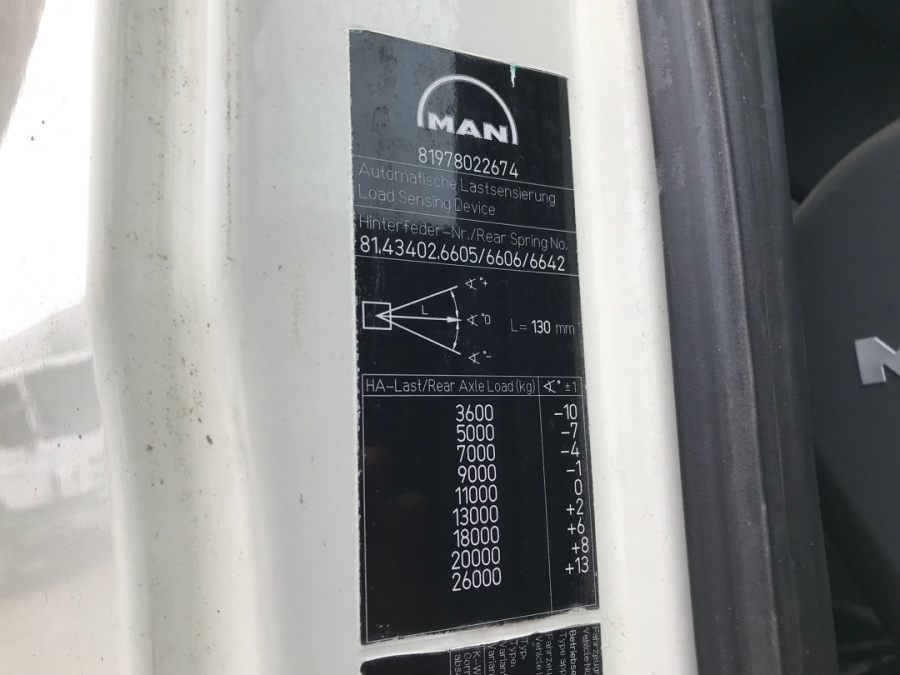 MAN
81978022674
Automatische Lastsensierung
Load Sensing Device
Hinterfeder-Nr./Rear Spring No.
81.43402.6605/6606/6642
∢°+
L ∢°0 L= 130 mm
∢°-
HA-Last/Rear Axle Load(kg) ∢° ±1
3600 -10
5000 -7
7000 -4
9000 -1
11000 0
13000 +2
18000 +6
20000 +8
26000 +13